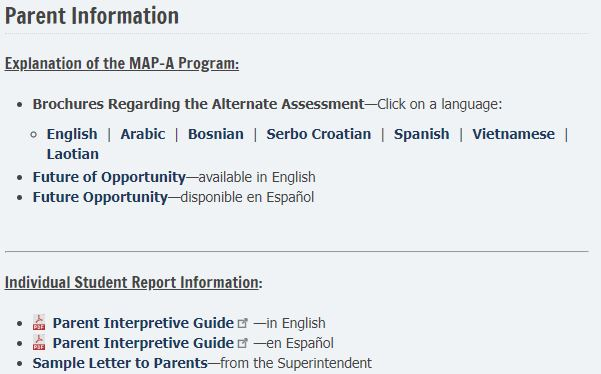 Parent Information
Explanation of the MAP-A Program:
Brochures Regarding the Alternate Assessment—Click on a language:
English | Arabic | Bosnian | Serbo Croatian | Spanish | Vietnamese |
Laotian
Future of Opportunity—available in English
Future Opportunity—disponible en Español
Individual Student Report Information:
Parent Interpretive Guide —in English
Parent Interpretive Guide —en Español
Sample Letter to Parents—from the Superintendent